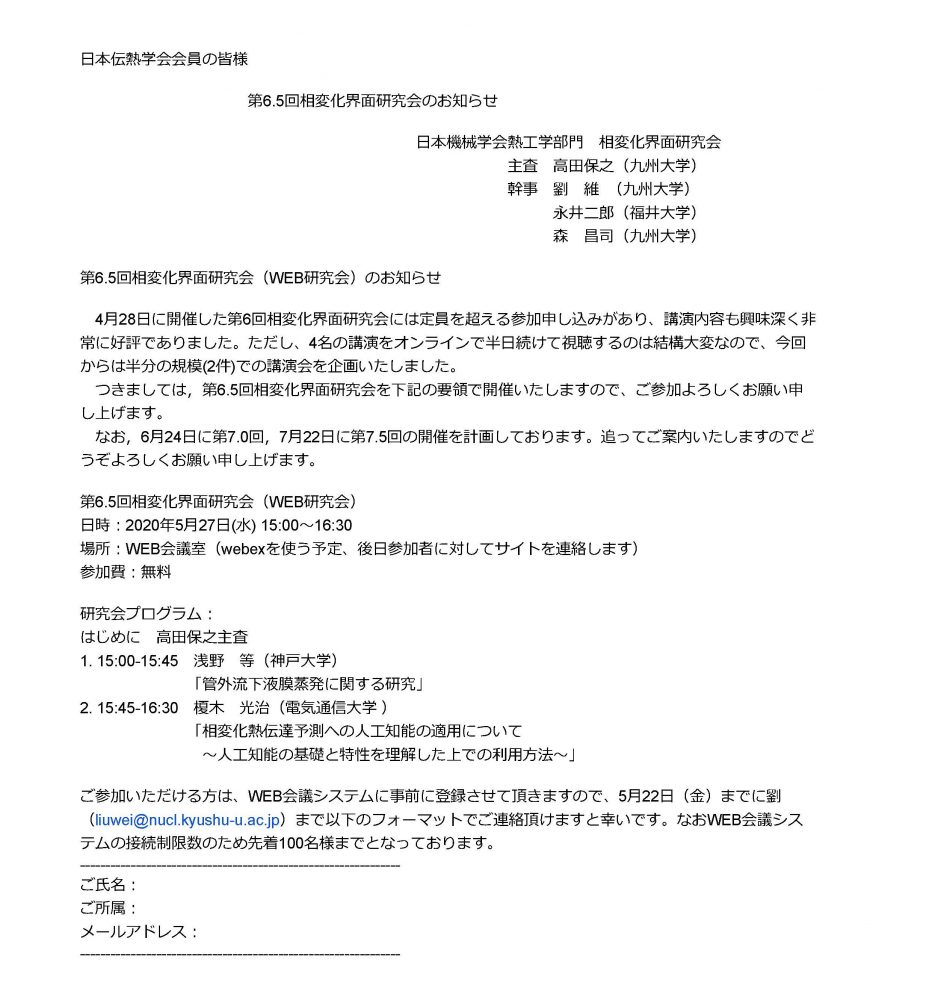 日本伝熱学会会員の皆様
第6.5回相変化界面研究会のお知らせ
日本機械学会熱工学部門　相変化界面研究会
主査　高田保之（九州大学）
幹事　劉　維　（九州大学）
永井二郎（福井大学）
森　昌司（九州大学）
第6.5回相変化界面研究会（WEB研究会）のお知らせ
4月28日に開催した第6回相変化界面研究会には定員を超える参加申し込みがあり、講演内容も興味深く非
常に好評でありました。ただし、4名の講演をオンラインで半日続けて視聴するのは結構大変なので、今回
からは半分の規模(2件)での講演会を企画いたしました。
つきましては，第6.5回相変化界面研究会を下記の要領で開催いたしますので、ご参加よろしくお願い申
し上げます。
なお，6月24日に第7.0回，7月22日に第7.5回の開催を計画しております。追ってご案内いたしますのでど
うぞよろしくお願い申し上げます。
第6.5回相変化界面研究会（WEB研究会）
日時：2020年5月27日(水) 15:00～16:30
場所：WEB会議室（webexを使う予定、後日参加者に対してサイトを連絡します）
参加費：無料
研究会プログラム：
はじめに　高田保之主査
1. 15:00-15:45　浅野　等（神戸大学）
「管外流下液膜蒸発に関する研究」
2. 15:45-16:30　榎木　光治（電気通信大学 ）
「相変化熱伝達予測への人工知能の適用について
～人工知能の基礎と特性を理解した上での利用方法～」
ご参加いただける方は、WEB会議システムに事前に登録させて頂きますので、5月22日（金）までに劉
（liuwei@nucl.kyushu-u.ac.jp）まで以下のフォーマットでご連絡頂けますと幸いです。なおWEB会議シス
テムの接続制限数のため先着100名様までとなっております。
----------------------------------------------------------------
ご氏名：
ご所属：
メールアドレス：
----------------------------------------------------------------